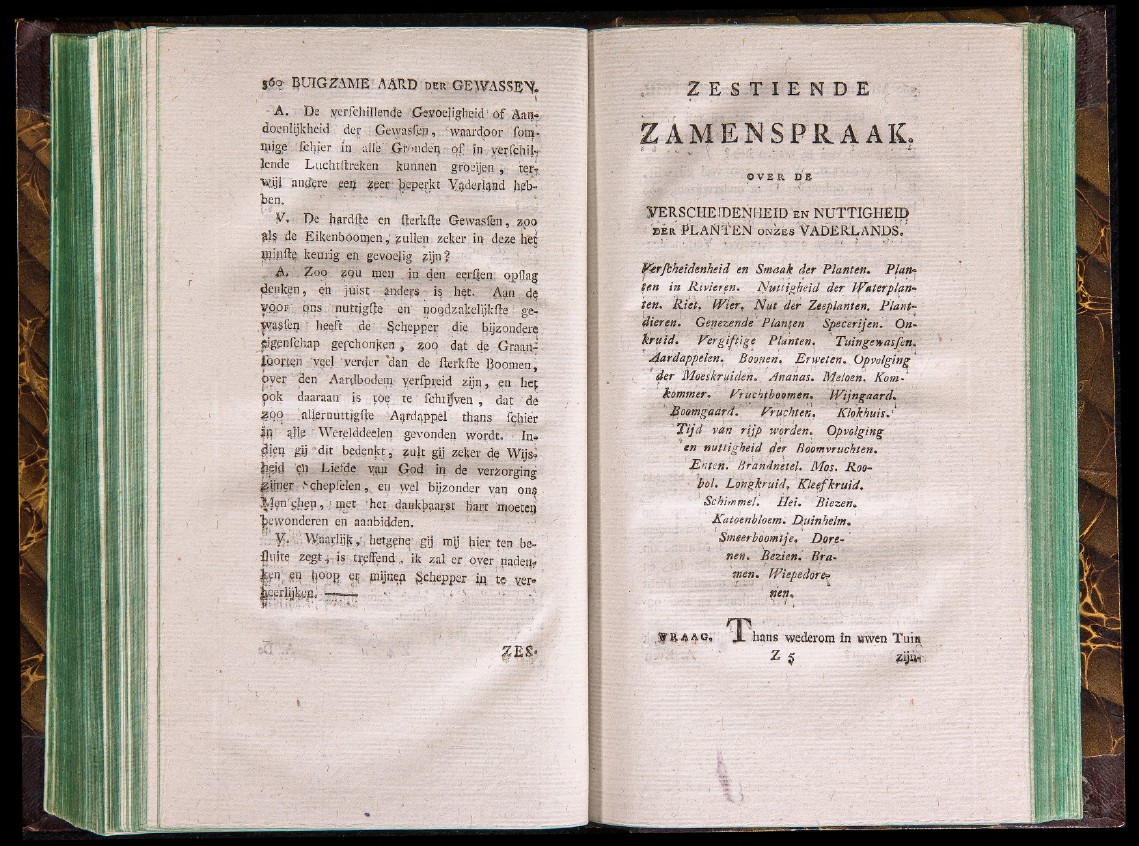 360 BUIGZAME AARD DER GEWASSEN.
A. De verſchillende Gevoeligheid of Aan-
doenlijkheid der Gewasſen, waardoor ſom-
mige ſchier in alle Gronden of in verſchil-
lende Luchtſtreken kunnen groeijen, ter-
wijl andere een zeer beperkt Vaderland heb-
ben.
V. De hardſte en ſterkſte Gewasſen, zoo
als de Eikenboomen, zullen zeker in deze het
minſte keurig en gevoelig zijn?
A. Zoo zou men in den eerſten opſlag
denken, en juist anders is het. Aan de
voor ons nuttigſte en noodzakelijkſte ge-
wasſen heeft de Schepper die bijzondere
eigenſchap geſchonken, zoo dat de Graan-
ſoorten veel verder dan de ſterkſte Boomen,
over den Aardbodem verſpreid zijn, en het
ook daaraan is toe te ſchrijven, dat de
zoo allernuttigſte Aardappel thans ſchier
in alle Werelddeelen gevonden wordt. In-
dien gij dit bedenkt, zult gij zeker de Wijs-
heid en Liefde van God in de verzorging
zijner Schepſelen, en wel bijzonder van ons
Menſchen, met het dankbaarst hart moeten
bewonderen en aanbidden.
V. Waarlijk, hetgene gij mij hier ten be-
ſluite zegt, is treffend, ik zal er over naden-
ken en hoop er mijnen Schepper in te ver-
heerlijken.
ZES-
ZESTIENDE
ZAMENSPRAAK.
OVER DE
VERSCHEIDENHEID EN NUTTIGHEID
DER PLANTEN ONZES VADERLANDS.
Verſcheidenheid en Smaak der Planten. Plan-
ten in Rivieren. Nuttigheid der Waterplan-
ten. Riet. Wier. Nut der Zeeplanten. Plant-
dieren. Genezende Planten Specerijen. On-
kruid. Vergiftige Planten. Tuingewasſen.
Aardappelen. Boonen. Erweten. Opvolging
der Moeskruiden. Ananas. Meloen. Kom-
kommer. Vruchtboomen. Wijngaard.
Boomgaard. Vruchten. Klokhuis.
Tijd van rijp worden. Opvolging
en nuttigheid der Boomvruchten.
Enten. Brandnetel. Mos. Roo-
bol. Longkruid, Kleefkruid.
Schimmel. Hei. Biezen.
Katoenbloem. Duinhelm.
Smeerboomtje. Dore-
nen. Bezien. Bra-
men. Wiepedore-
nen.
VRAAG. Thans wederom in uwen Tuin
Z 5 zijn-